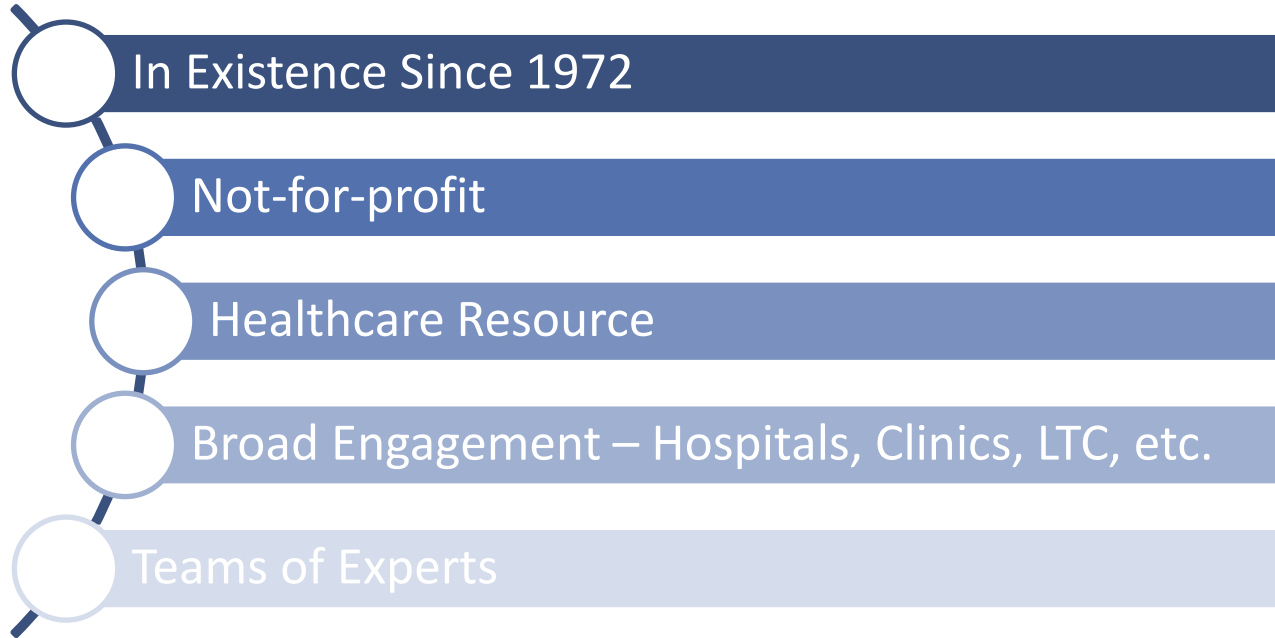 In Existence Since 1972
Not-for-profit
Healthcare Resource
Broad Engagement – Hospitals, Clinics, LTC, etc.
Teams of Experts